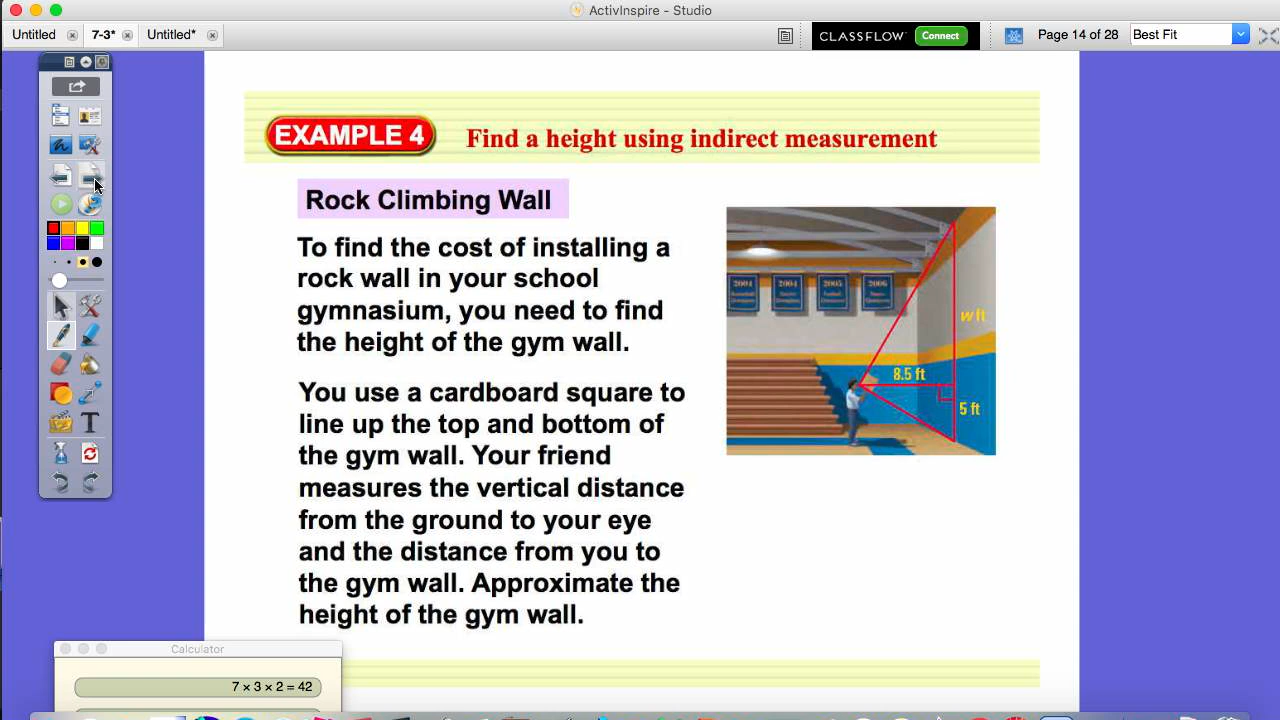 ActivInspire - Studio
Untitled
7-3*
Untitled*
CLASSFLOW
Connect
Page 14 of 28
Best Fit
EXAMPLE 4
Find a height using indirect measurement
Rock Climbing Wall
To find the cost of installing a
rock wall in your school
gymnasium, you need to find
the height of the gym wall.
You use a cardboard square to
line up the top and bottom of
the gym wall. Your friend
measures the vertical distance
from the ground to your eye
and the distance from you to
the gym wall. Approximate the
height of the gym wall.
2004
2004
2005
2006
w ft
8.5 ft
5 ft
T
Calculator
7 × 3 × 2 = 42